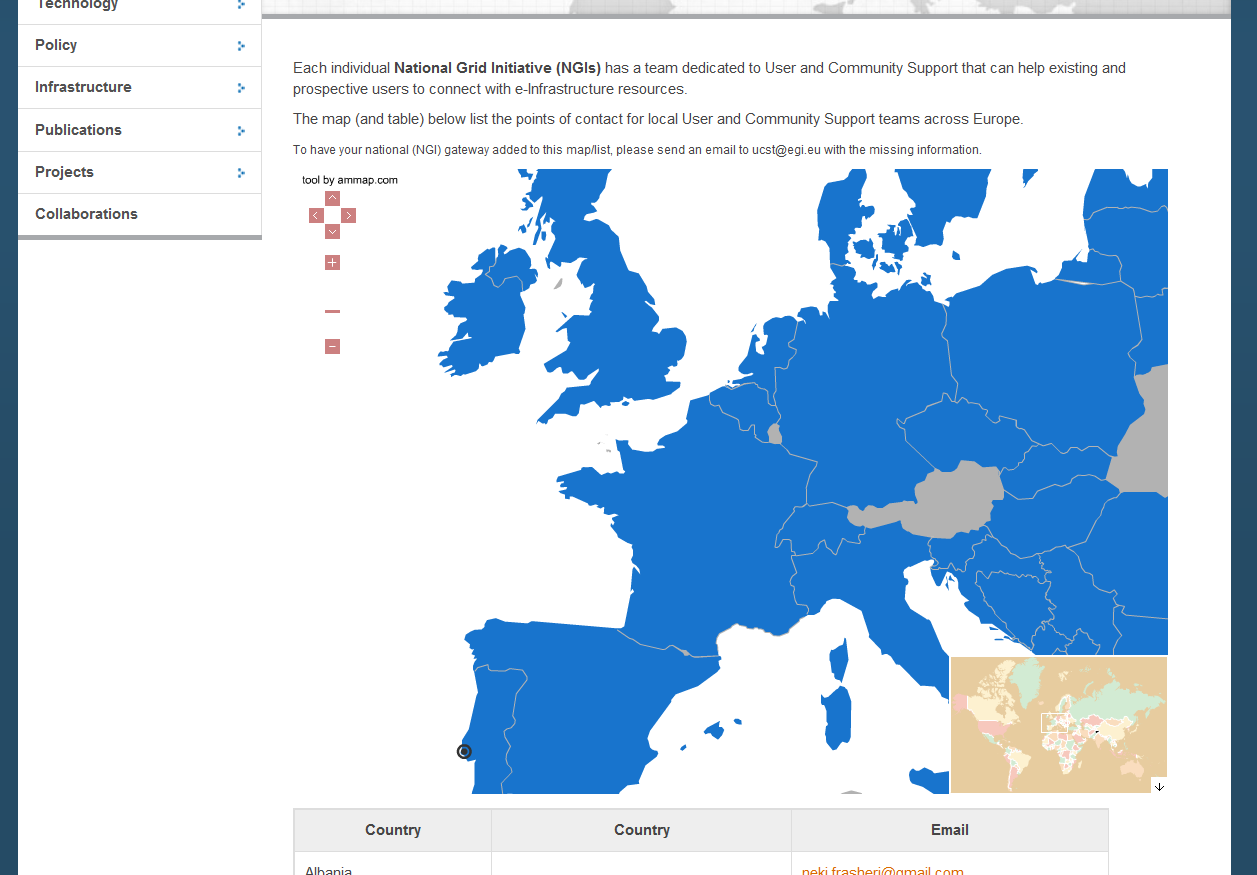 Technology
Policy
Infrastructure
Publications
Projects
Collaborations
Each individual National Grid Initiative (NGIs) has a team dedicated to User and Community Support that can help existing and
prospective users to connect with e-Infrastructure resources.
The map (and table) below list the points of contact for local User and Community Support teams across Europe.
To have your national (NGI) gateway added to this map/list, please send an email to ucst@egi.eu with the missing information.
tool by ammap.com
Country Country Email
Albania neki.frasheri@gmail.com